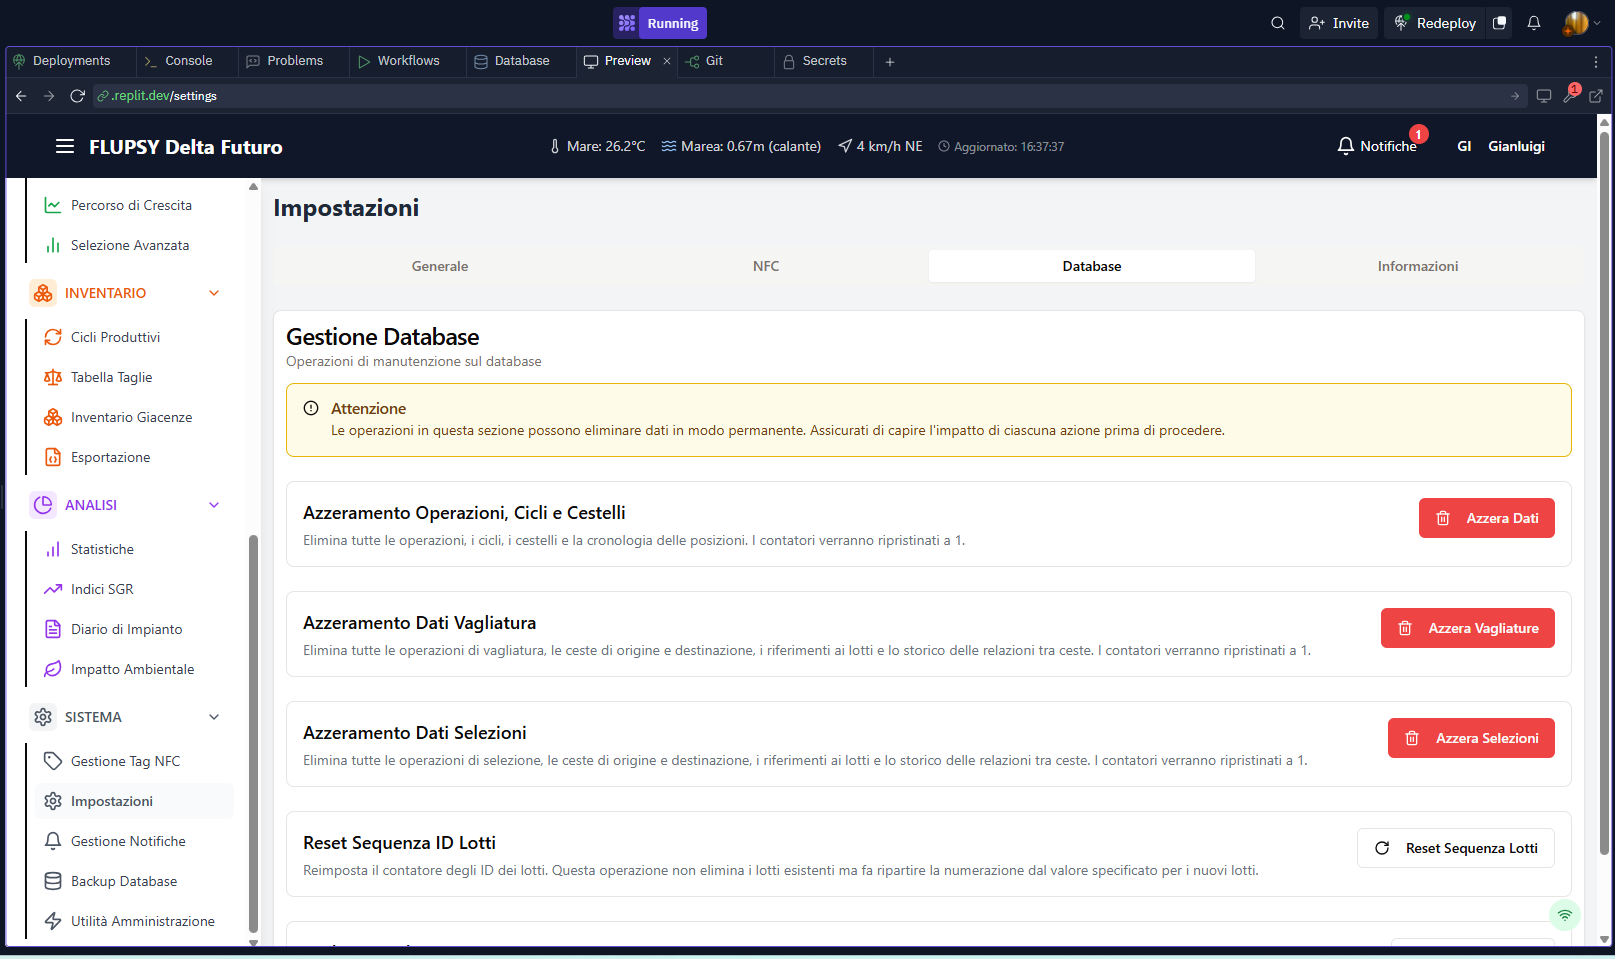 Running
Invite
Redeploy
Deployments
Console
Problems
Workflows
Database
Preview
Git
Secrets
.replit.dev/settings
1
FLUPSY Delta Futuro
Mare: 26.2°C
Marea: 0.67m (calante)
4 km/h NE
Aggiornato: 16:37:37
Notifiche
1
GI
Gianluigi
Percorso di Crescita
Selezione Avanzata
INVENTARIO
Cicli Produttivi
Tabella Taglie
Inventario Giacenze
Esportazione
ANALISI
Statistiche
Indici SGR
Diario di Impianto
Impatto Ambientale
SISTEMA
Gestione Tag NFC
Impostazioni
Gestione Notifiche
Backup Database
Utilità Amministrazione
Impostazioni
Generale
NFC
Database
Informazioni
Gestione Database
Operazioni di manutenzione sul database
Attenzione
Le operazioni in questa sezione possono eliminare dati in modo permanente. Assicurati di capire l'impatto di ciascuna azione prima di procedere.
Azzeramento Operazioni, Cicli e Cestelli
Elimina tutte le operazioni, i cicli, i cestelli e la cronologia delle posizioni. I contatori verranno ripristinati a 1.
Azzera Dati
Azzeramento Dati Vagliatura
Elimina tutte le operazioni di vagliatura, le ceste di origine e destinazione, i riferimenti ai lotti e lo storico delle relazioni tra ceste. I contatori verranno ripristinati a 1.
Azzera Vagliature
Azzeramento Dati Selezioni
Elimina tutte le operazioni di selezione, le ceste di origine e destinazione, i riferimenti ai lotti e lo storico delle relazioni tra ceste. I contatori verranno ripristinati a 1.
Azzera Selezioni
Reset Sequenza ID Lotti
Reimposta il contatore degli ID dei lotti. Questa operazione non elimina i lotti esistenti ma fa ripartire la numerazione dal valore specificato per i nuovi lotti.
Reset Sequenza Lotti